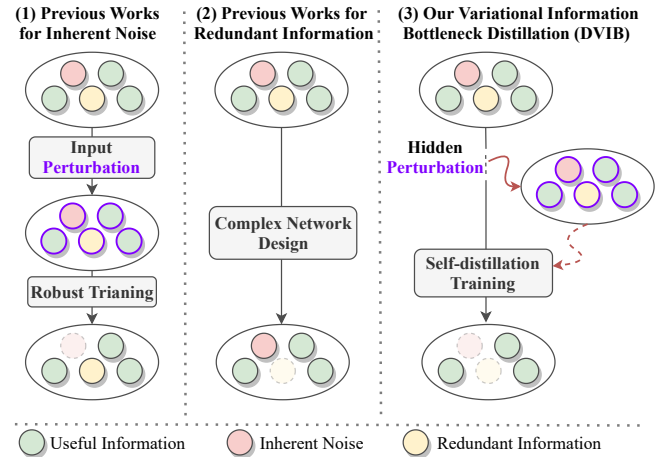 (1) Previous Works
for Inherent Noise
Input
Perturbation
Robust Trianing
(2) Previous Works for
Redundant Information
Complex Network
Design
(3) Our Variational Information
Bottleneck Distillation (DVIB)
Hidden
Perturbation
Self-distillation
Training
Useful Information
Inherent Noise
Redundant Information